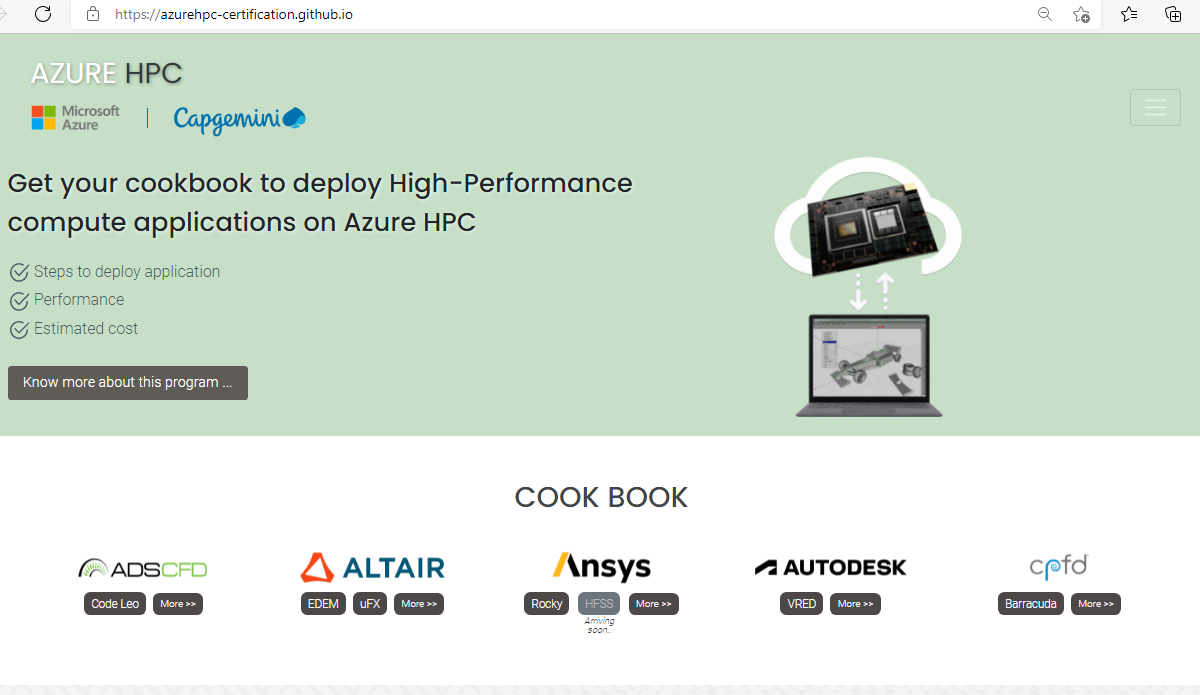 https://azurehpc-certification.github.io
AZURE HPC
Microsoft
Azure
Capgemini
Get your cookbook to deploy High-Performance
compute applications on Azure HPC
Steps to deploy application
Performance
Estimated cost
Know more about this program ...
COOK BOOK
ADSCFD
Code Leo More >>
ALTAIR
EDEM uFX More >>
Ansys
Rocky HFSS More >>
Arriving
soon..
AUTODESK
VRED More >>
cpfd
Barracuda More >>